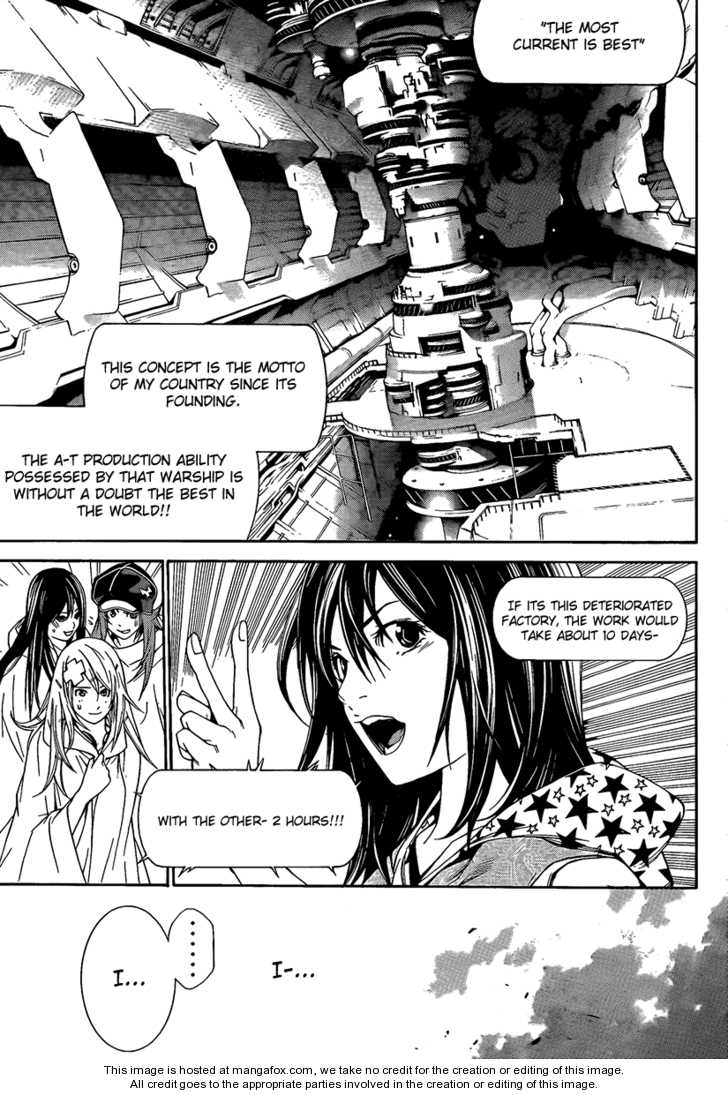 "THE MOST
CURRENT IS BEST"
THIS CONCEPT IS THE MOTTO
OF MY COUNTRY SINCE ITS
FOUNDING.
THE A-T PRODUCTION ABILITY
POSSESSED BY THAT WARSHIP IS
WITHOUT A DOUBT THE BEST IN
THE WORLD!!
IF ITS THIS DETERIORATED
FACTORY, THE WORK WOULD
TAKE ABOUT 10 DAYS-
WITH THE OTHER- 2 HOURS!!!
I-...
......
I...
This image is hosted at mangafox.com, we take no credit for the creation or editing of this image.
All credit goes to the appropriate parties involved in the creation or editing of this image.